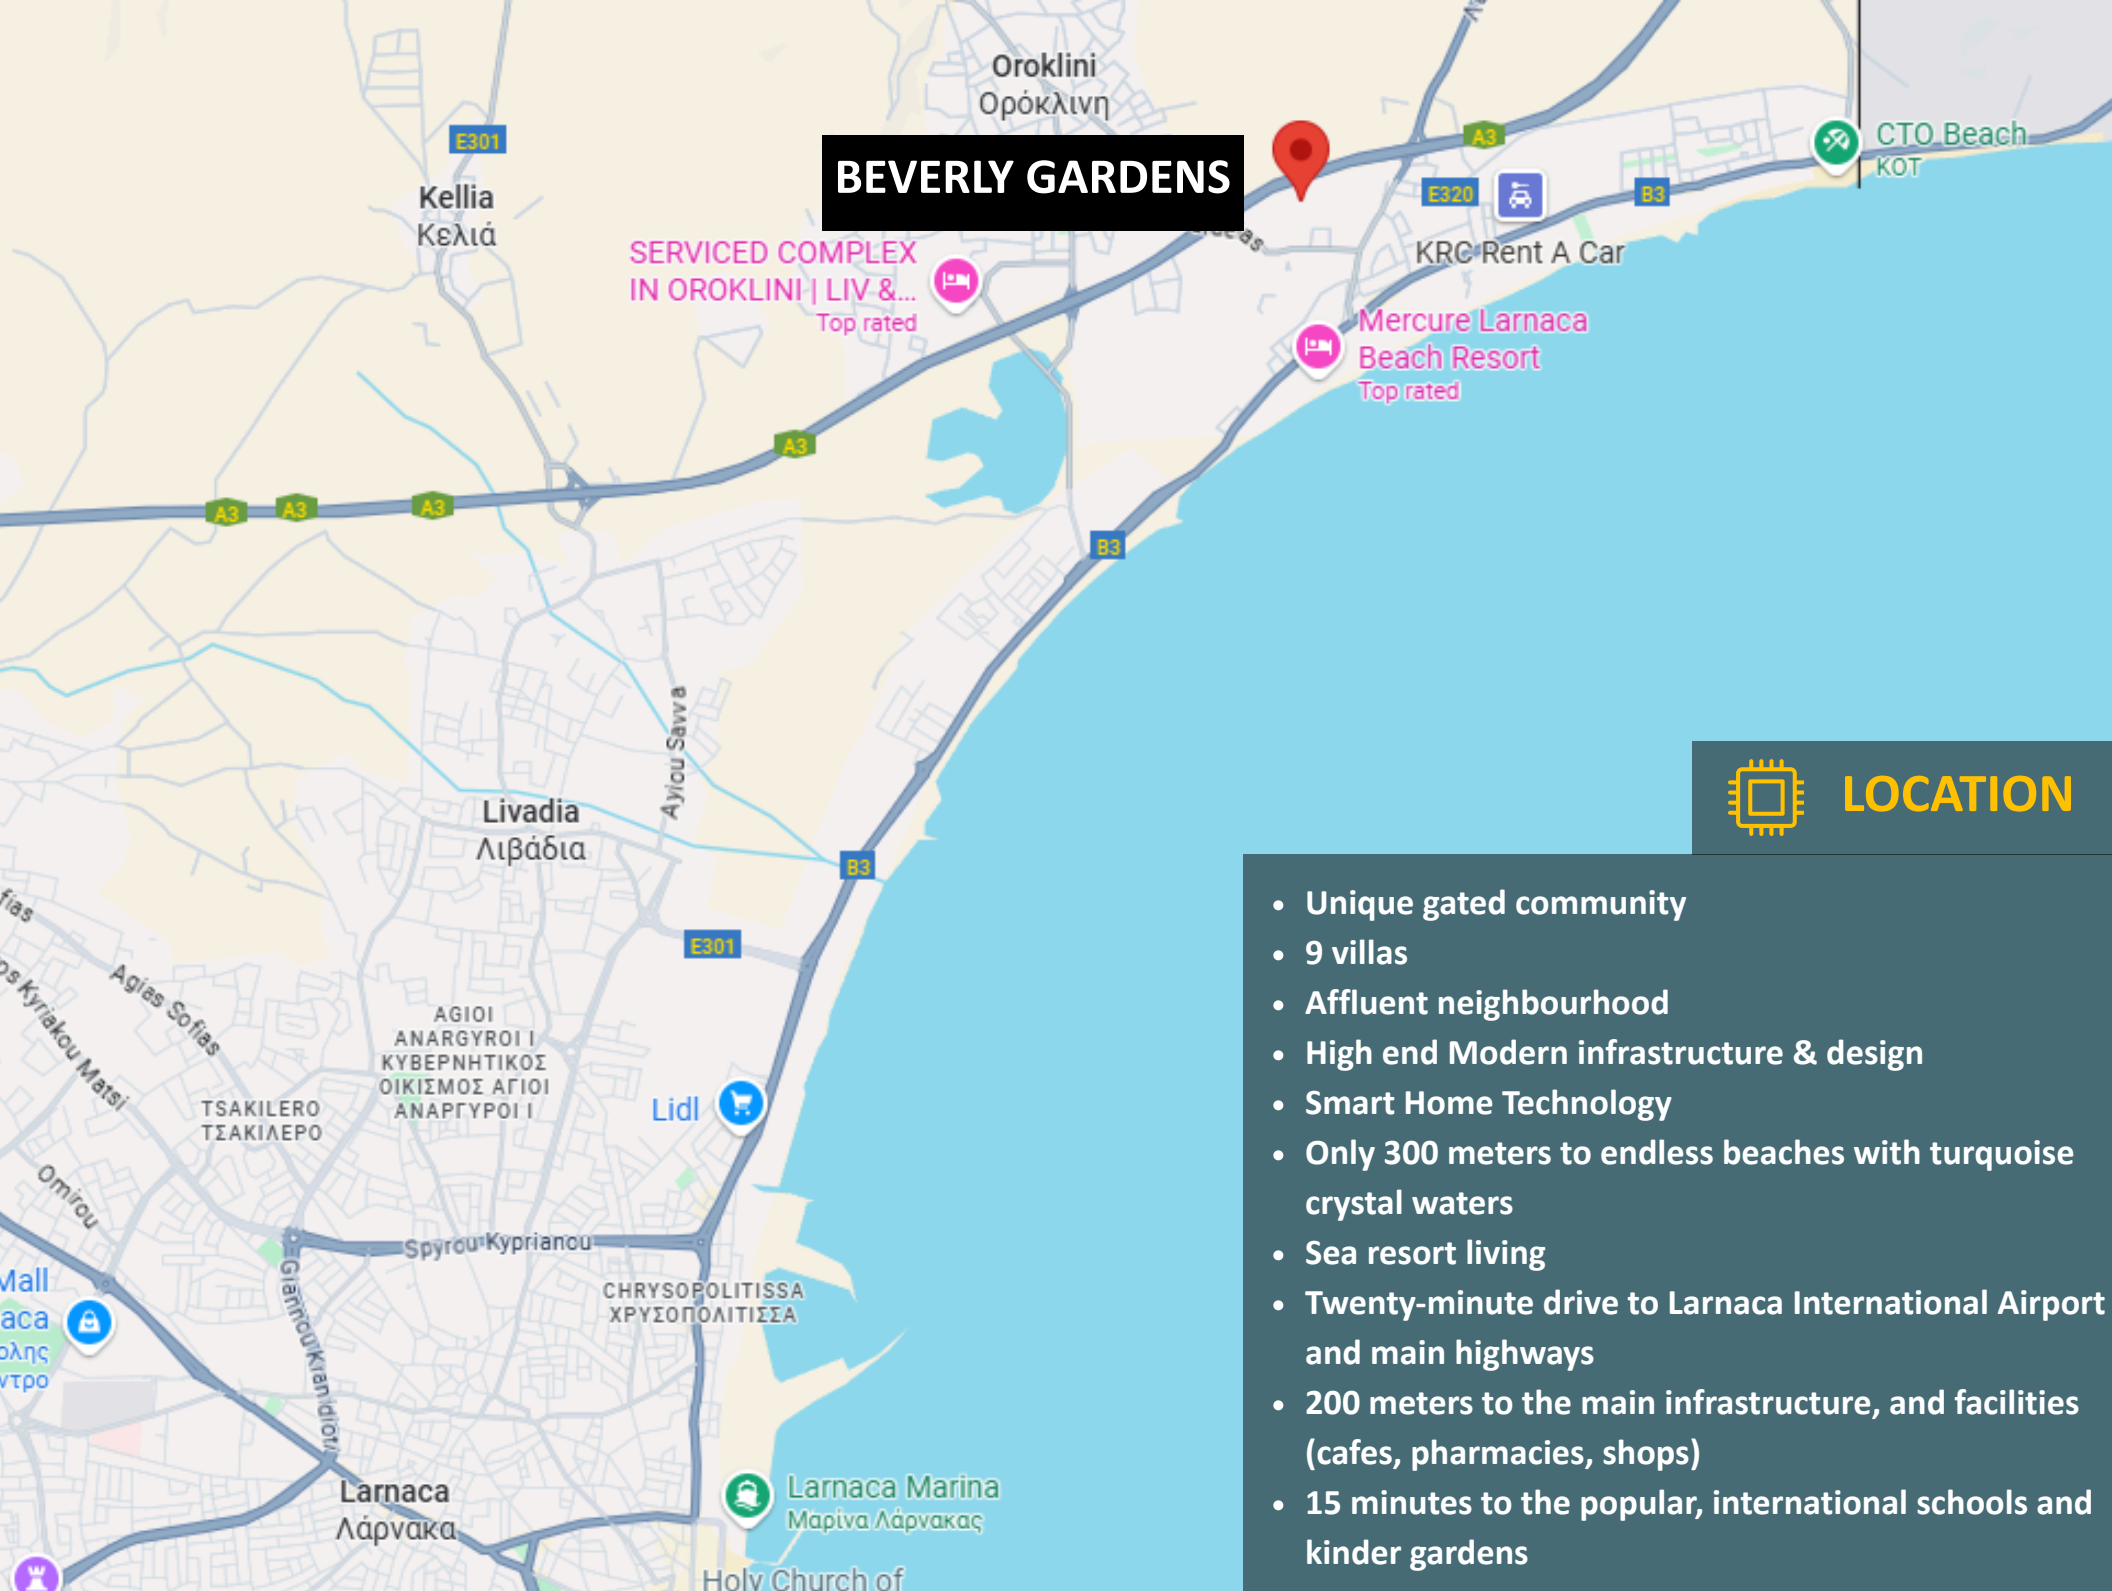 Oroklini
Ορόκλινη
BEVERLY GARDENS
A3
CTO Beach
ΚΟΤ
E301
E320
B3
Kellia
Κελιά
KRC Rent A Car
SERVICED COMPLEX
IN OROKLINI | LIV &...
Top rated
Mercure Larnaca
Beach Resort
Top rated
A3
A3
A3
A3
B3
Ayiou Savva
LOCATION
Livadia
Λιβάδια
B3
E301
Agias Sofias
Kyriakou Matsi
AGIOI
ANARGYROI I
ΚΥΒΕΡΝΗΤΙΚΟΣ
ΟΙΚΙΣΜΟΣ ΑΓΙΟΙ
ΑΝΑΡΓΥΡΟΙ Ι
TSAKILERO
ΤΣΑΚΙΛΕΡΟ
Lidl
Omirou
Spyrou Kyprianou
Giannou Kranidioti
CHRYSOPOLITISSA
ΧΡΥΣΟΠΟΛΙΤΙΣΣΑ
Mall
Larnaca
Λάρνακα
Larnaca Marina
Μαρίνα Λάρνακας
Holy Church of
• Unique gated community
• 9 villas
• Affluent neighbourhood
• High end Modern infrastructure & design
• Smart Home Technology
• Only 300 meters to endless beaches with turquoise
crystal waters
• Sea resort living
• Twenty-minute drive to Larnaca International Airport
and main highways
• 200 meters to the main infrastructure, and facilities
(cafes, pharmacies, shops)
• 15 minutes to the popular, international schools and
kinder gardens